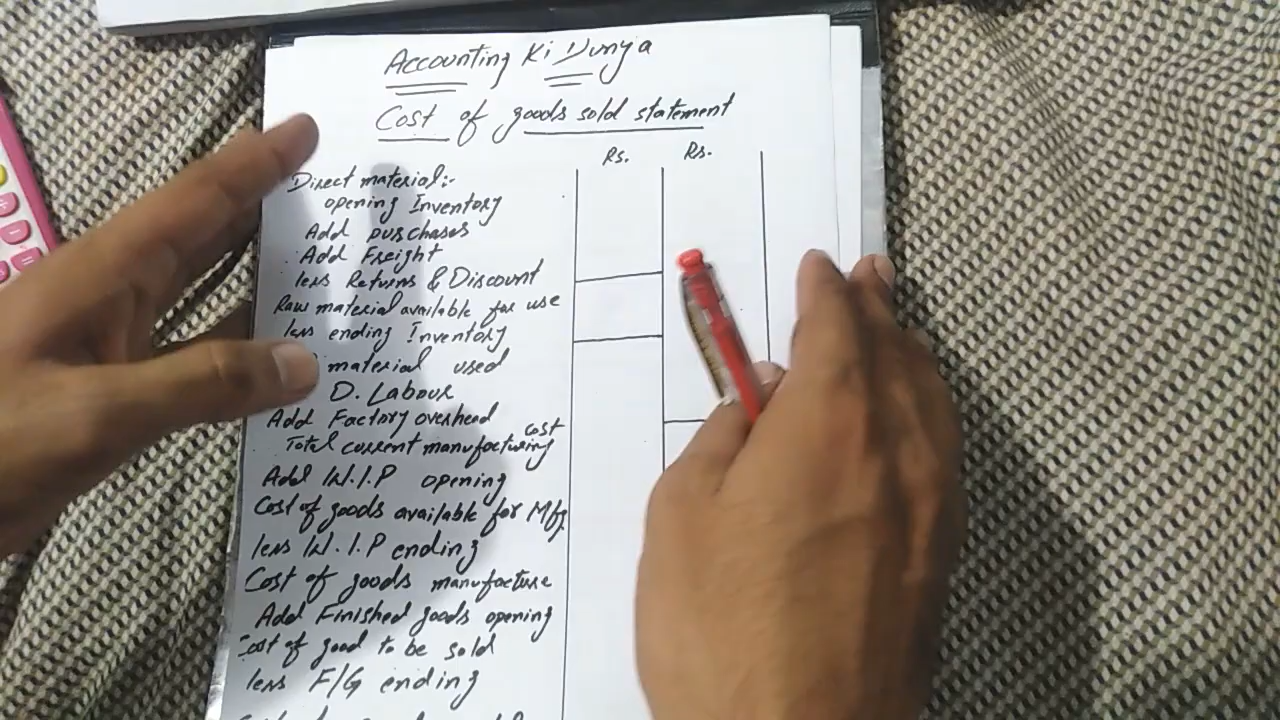 Accounting Ki Dunya
Cost of goods sold statement
Rs. Rs.
Direct material:-
opening Inventory
Add purchases
Add Freight
less Returns & Discount
Raw material available for use
less ending Inventory
material used
D. Labour
Add Factory overhead
Total current manufacturing cost
Add W.I.P opening
Cost of goods available for Mfg
less W.I.P ending
Cost of goods manufacture
Add Finished goods opening
Cost of good to be sold
less F/G ending